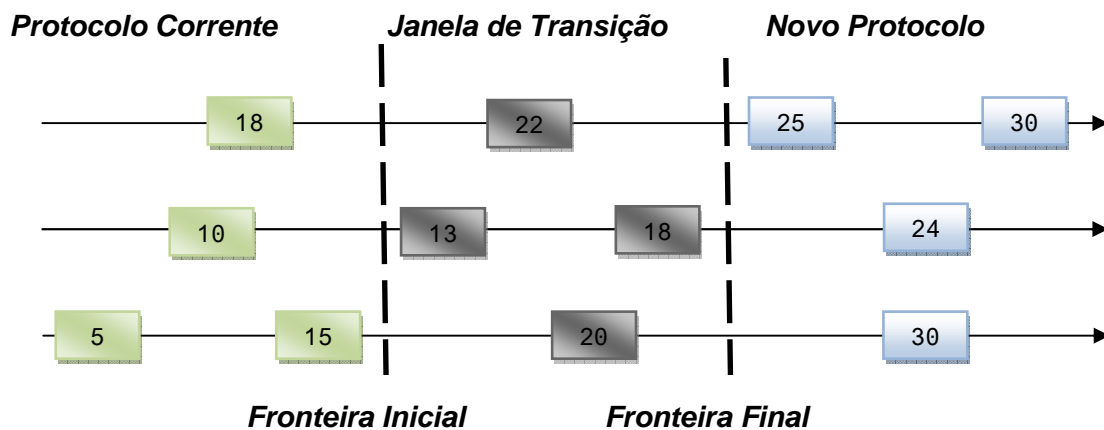 Protocolo Corrente Janela de Transição Novo Protocolo
18 22 25 30
10 13 18 24
5 15 20 30
Fronteira Inicial Fronteira Final